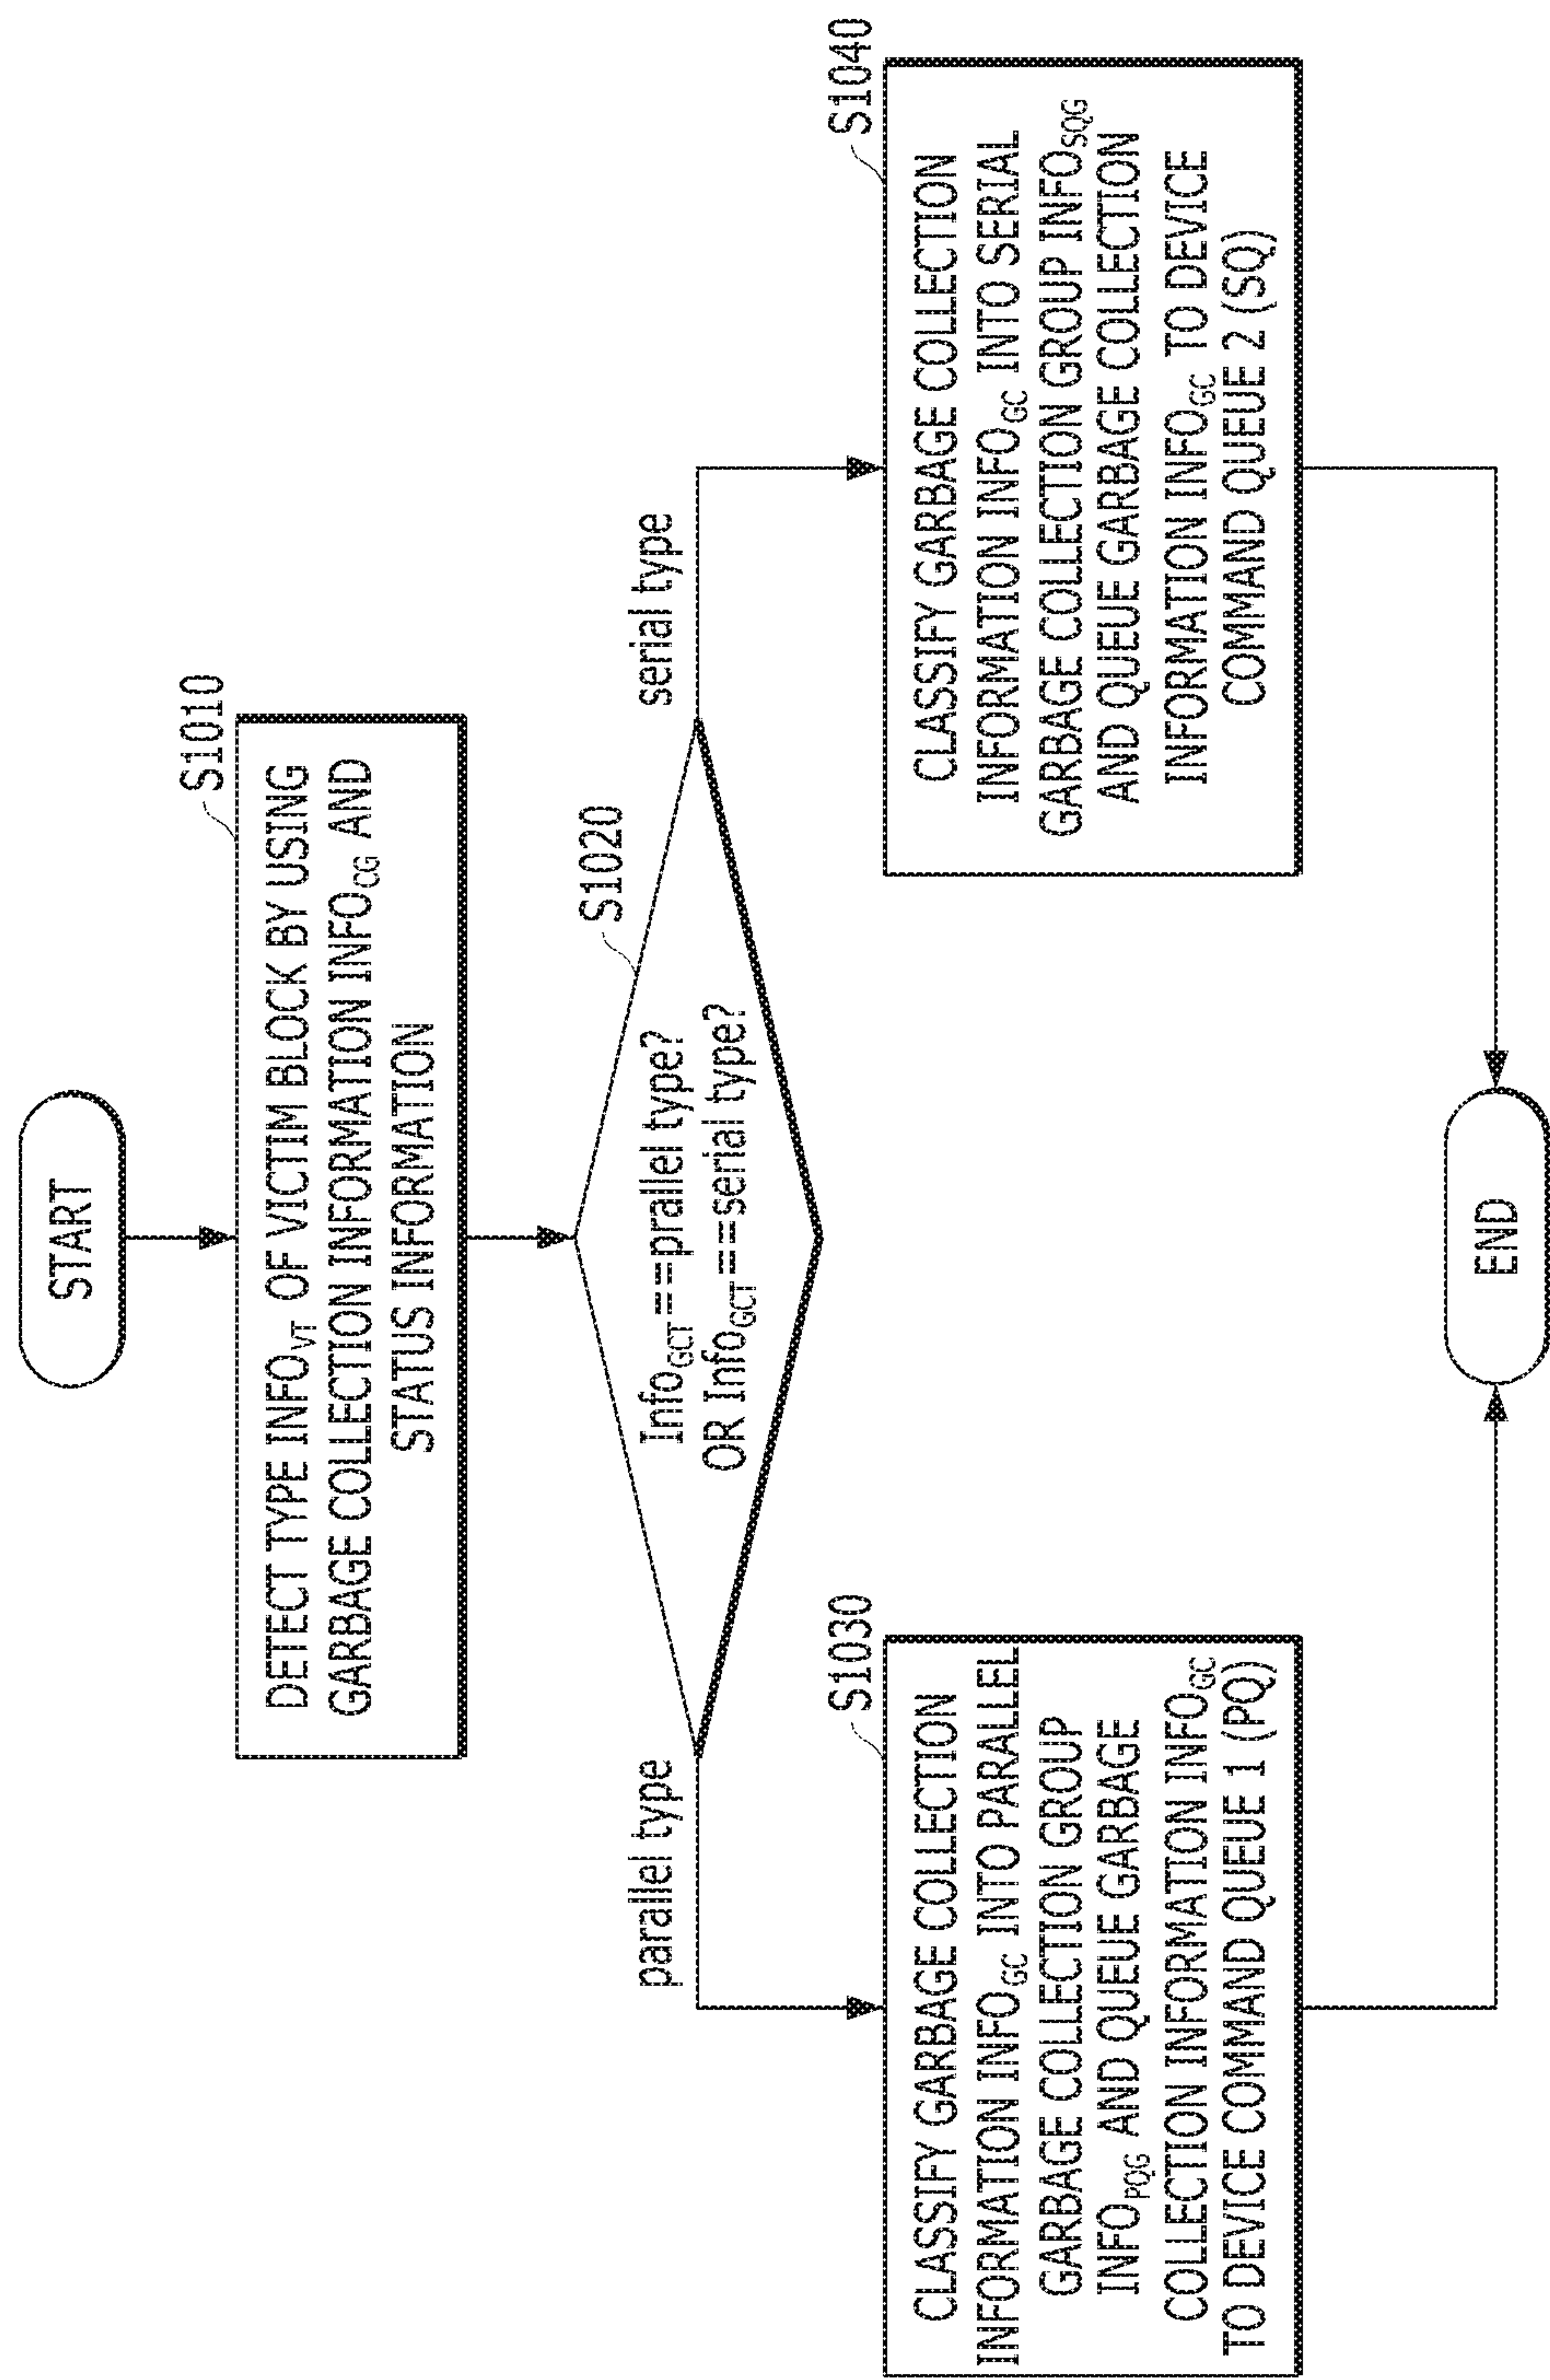 START
S1010
DETECT TYPE INFOVT OF VICTIM BLOCK BY USING
GARBAGE COLLECTION INFORMATION INFOCG AND
STATUS INFORMATION
S1020
InfoGCT==prallel type?
OR InfoGCT==serial type?
parallel type
serial type
S1030
CLASSIFY GARBAGE COLLECTION
INFORMATION INFOGC INTO PARALLEL
GARBAGE COLLECTION GROUP
INFOPQG AND QUEUE GARBAGE
COLLECTION INFORMATION INFOGC
TO DEVICE COMMAND QUEUE 1 (PQ)
S1040
CLASSIFY GARBAGE COLLECTION
INFORMATION INFOGC INTO SERIAL
GARBAGE COLLECTION GROUP INFOSQG
AND QUEUE GARBAGE COLLECTION
INFORMATION INFOGC TO DEVICE
COMMAND QUEUE 2 (SQ)
END